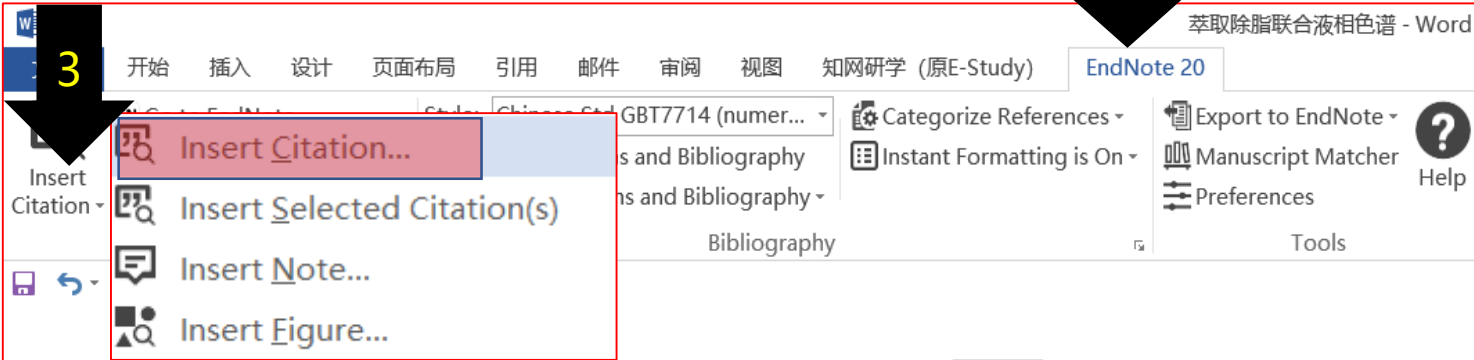 萃取除脂联合液相色谱 - Word
3
开始 插入 设计 页面布局 引用 邮件 审阅 视图 知网研学 (原E-Study) EndNote 20
Chinese Std GBT7714 (numer...
Categorize References
Export to EndNote
Insert Citation...
s and Bibliography
Instant Formatting is On
Manuscript Matcher
Insert
Citation
Help
Insert Selected Citation(s)
ns and Bibliography
Preferences
Bibliography
Tools
Insert Note...
Insert Figure...